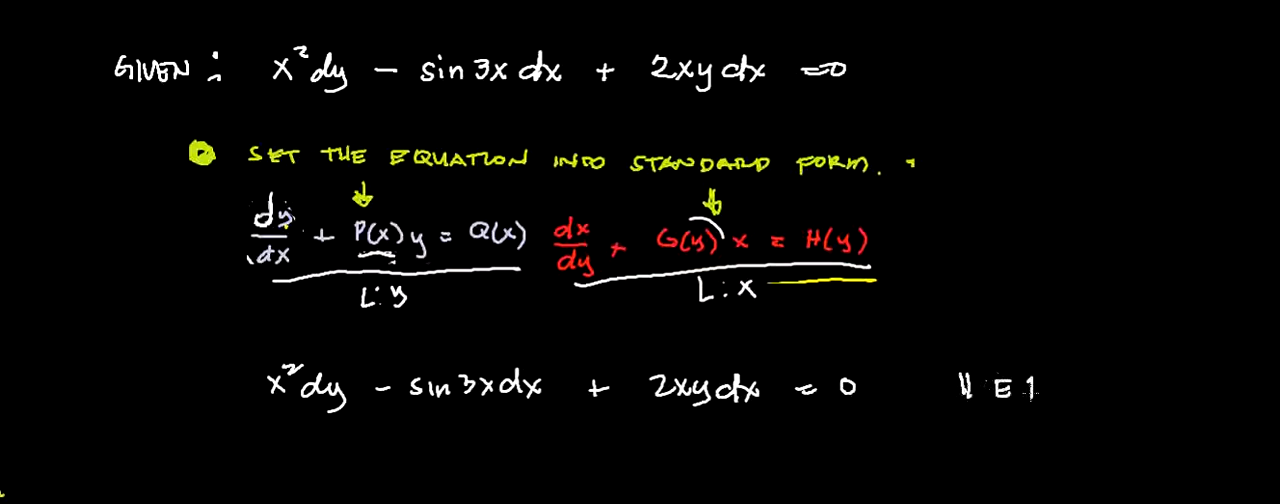 GIVEN : x²dy - sin 3x dx + 2xy dx = 0
SET THE EQUATION INTO STANDARD FORM.
dy/dx + P(x) y = Q(x) dx/dy + G(y) x = H(y)
L: y L: x
x²dy - sin 3x dx + 2xy dx = 0